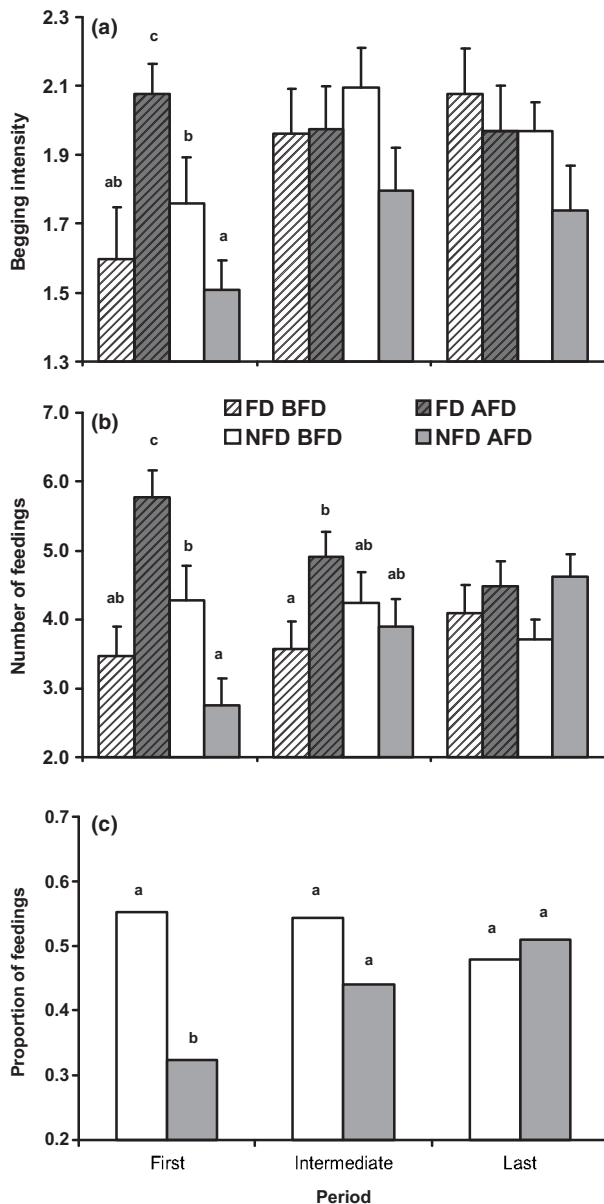 (a)
2.3
2.1
1.9
1.7
1.5
1.3
Begging intensity
ab
c
b
a
FD BFD
FD AFD
NFD BFD
NFD AFD
(b)
7.0
6.0
5.0
4.0
3.0
2.0
Number of feedings
ab
c
b
a
a
b
ab
ab
(c)
0.7
0.6
0.5
0.4
0.3
0.2
Proportion of feedings
a
b
a
a
a
a
First
Intermediate
Last
Period